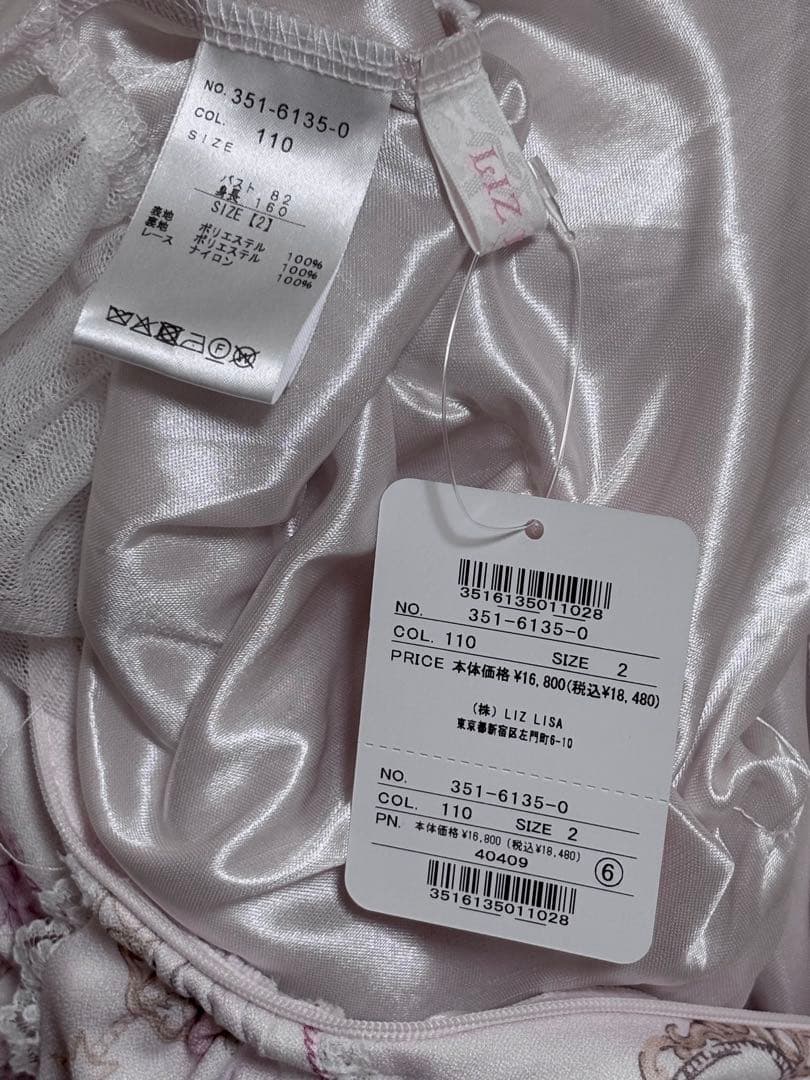 NO. 351-6135-0
COL. 110
SIZE
バスト 82
身長 160
SIZE【2】
表地 ポリエステル 100%
裏地 ポリエステル 100%
レース ナイロン 100%
LIZ
3516135011028
NO. 351-6135-0
COL. 110 SIZE 2
PRICE 本体価格 ¥16,800(税込¥18,480)
(株) LIZ LISA
東京都新宿区左門町6-10
NO. 351-6135-0
COL. 110 SIZE 2
PN. 本体価格 ¥16,800 (税込¥18,480)
40409 ⑥
3516135011028